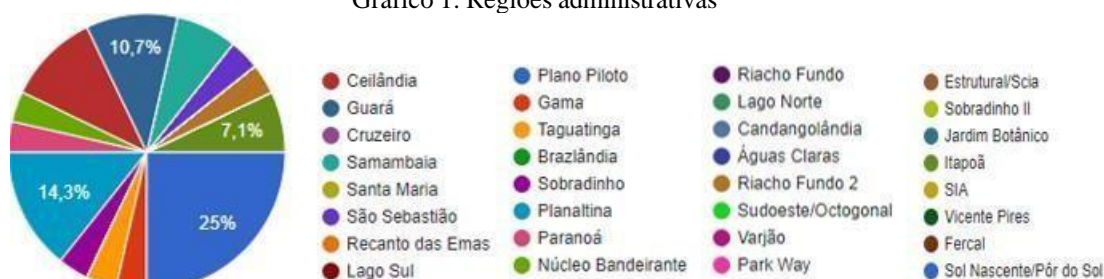 Gráfico 1: Regiões administrativas
10,7%
7,1%
14,3%
25%
Ceilândia
Guará
Cruzeiro
Samambaia
Santa Maria
São Sebastião
Recanto das Emas
Lago Sul
Plano Piloto
Gama
Taguatinga
Brazlândia
Sobradinho
Planaltina
Paranoá
Núcleo Bandeirante
Riacho Fundo
Lago Norte
Candangolândia
Águas Claras
Riacho Fundo 2
Sudoeste/Octogonal
Varjão
Park Way
Estrutural/Scia
Sobradinho II
Jardim Botânico
Itapoã
SIA
Vicente Pires
Fercal
Sol Nascente/Pôr do Sol